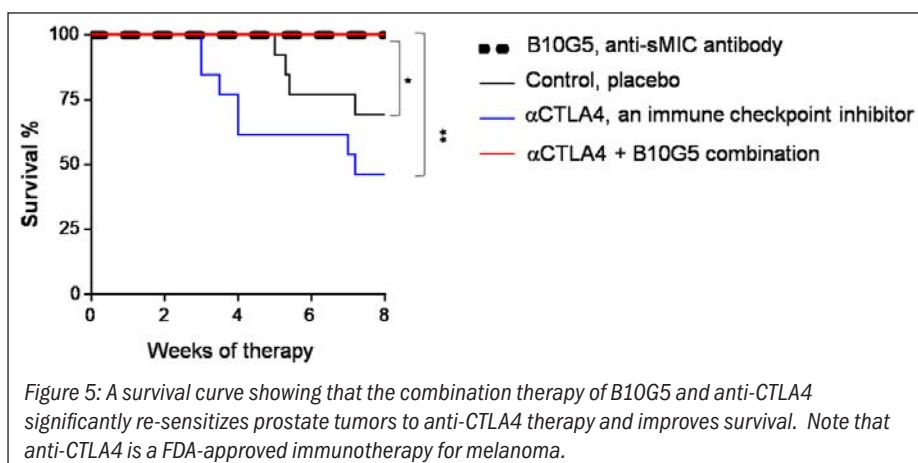 100
75
50
25
0
Survival %
0 2 4 6 8
Weeks of therapy
*
**
B10G5, anti-sMIC antibody
Control, placebo
αCTLA4, an immune checkpoint inhibitor
αCTLA4 + B10G5 combination
Figure 5: A survival curve showing that the combination therapy of B10G5 and anti-CTLA4
significantly re-sensitizes prostate tumors to anti-CTLA4 therapy and improves survival.  Note that
anti-CTLA4 is a FDA-approved immunotherapy for melanoma.